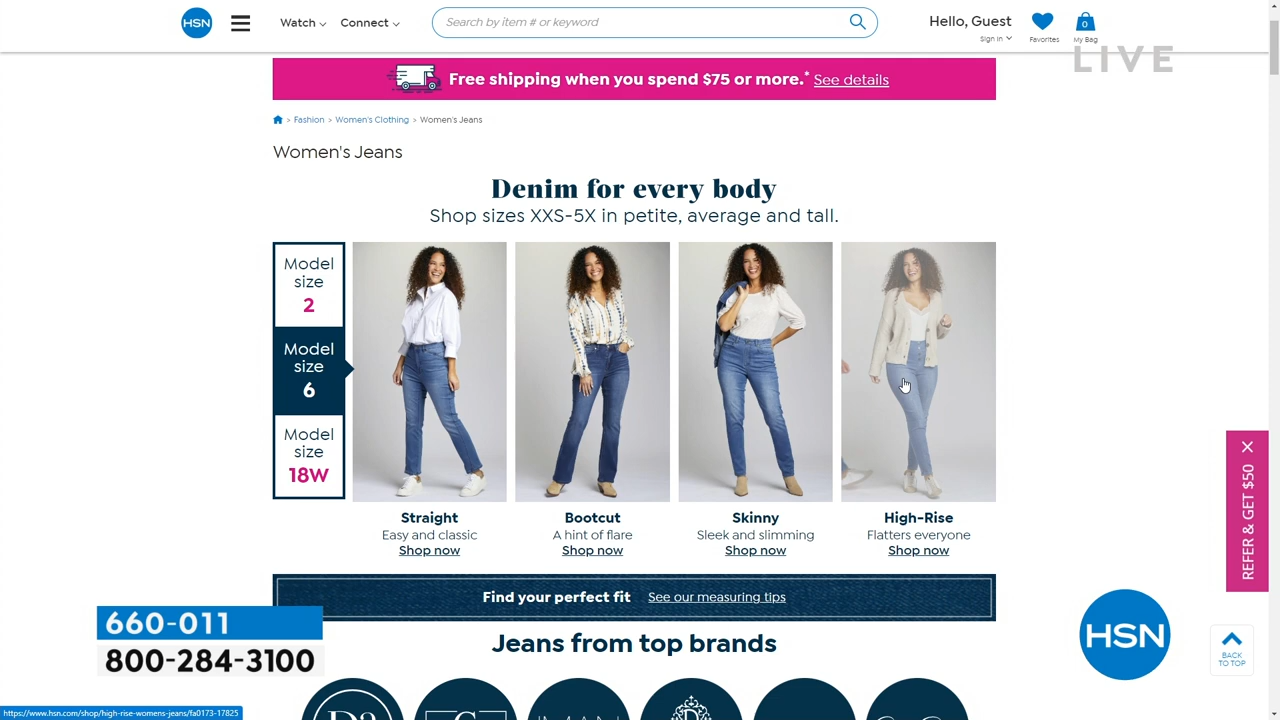 HSN
Watch
Connect
Search by item # or keyword
Hello, Guest
Sign In
Favorites
0
My Bag
LIVE
Free shipping when you spend $75 or more.* See details
> Fashion > Women's Clothing > Women's Jeans
Women's Jeans
Denim for every body
Shop sizes XXS-5X in petite, average and tall.
Model
size
2
Model
size
6
Model
size
18W
Straight
Easy and classic
Shop now
Bootcut
A hint of flare
Shop now
Skinny
Sleek and slimming
Shop now
High-Rise
Flatters everyone
Shop now
REFER & GET $50
Find your perfect fit See our measuring tips
Jeans from top brands
660-011
800-284-3100
HSN
BACK
TO TOP
https://www.hsn.com/shop/high-rise-womens-jeans/fa0173-17825